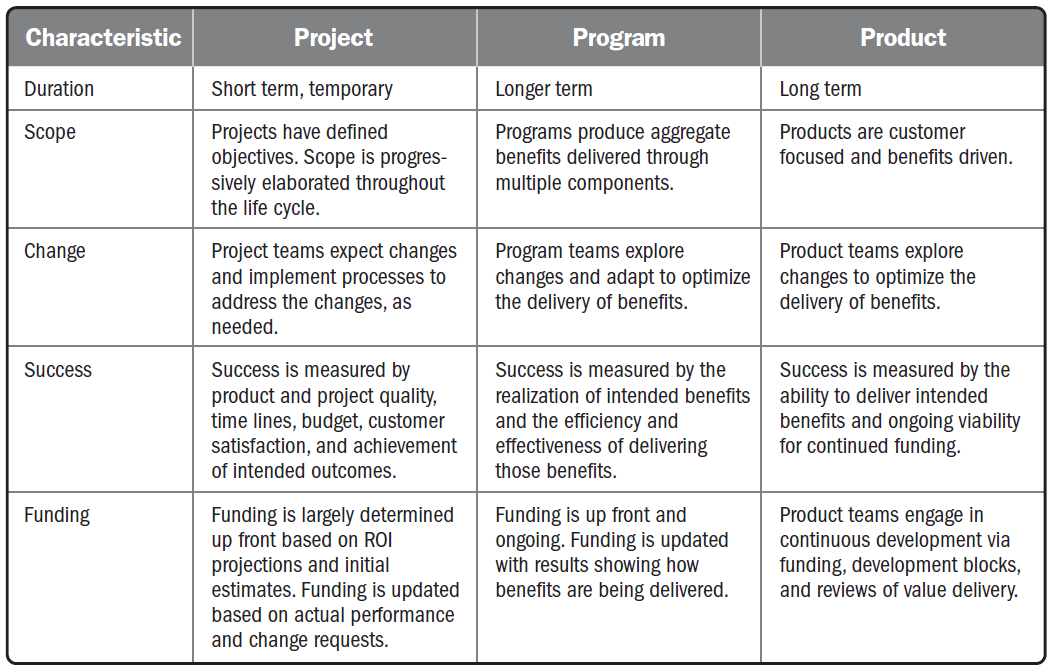 Characteristic Project Program Product
Duration
Short term, temporary
Longer term
Long term
Scope
Projects have defined
objectives. Scope is progres-
sively elaborated throughout
the life cycle.
Programs produce aggregate
benefits delivered through
multiple components.
Products are customer
focused and benefits driven.
Change
Project teams expect changes
and implement processes to
address the changes, as
needed.
Program teams explore
changes and adapt to optimize
the delivery of benefits.
Product teams explore
changes to optimize the
delivery of benefits.
Success
Success is measured by
product and project quality,
time lines, budget, customer
satisfaction, and achievement
of intended outcomes.
Success is measured by the
realization of intended benefits
and the efficiency and
effectiveness of delivering
those benefits.
Success is measured by the
ability to deliver intended
benefits and ongoing viability
for continued funding.
Funding
Funding is largely determined
up front based on ROI
projections and initial
estimates. Funding is updated
based on actual performance
and change requests.
Funding is up front and
ongoing. Funding is updated
with results showing how
benefits are being delivered.
Product teams engage in
continuous development via
funding, development blocks,
and reviews of value delivery.